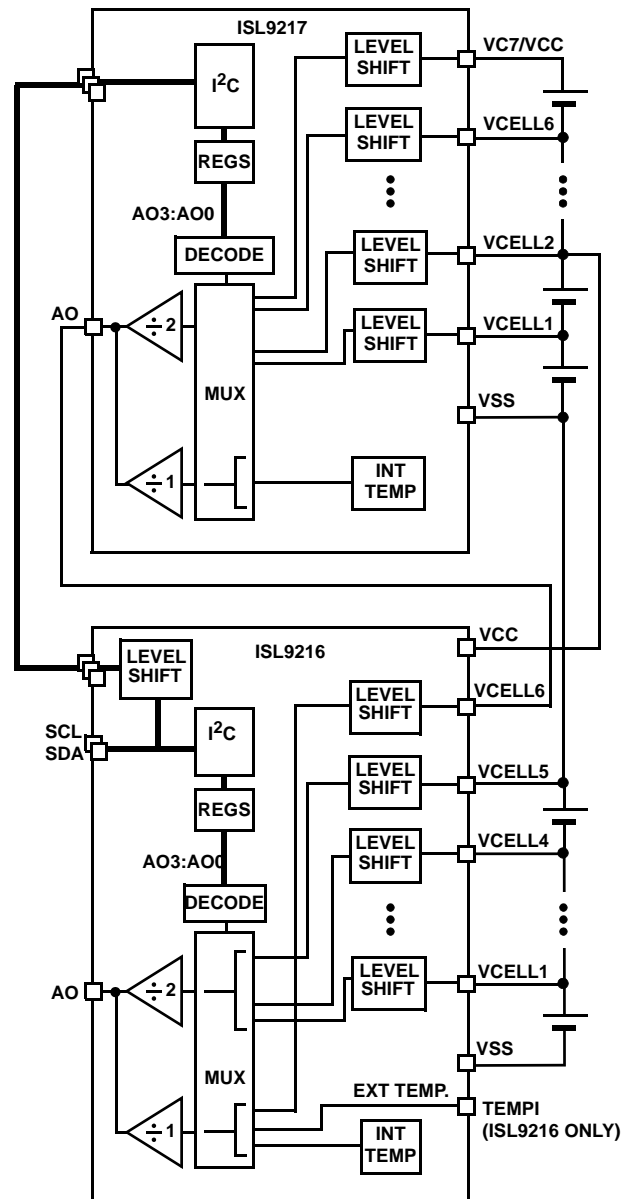 ISL9217
LEVEL
SHIFT
VC7/VCC
I²C
LEVEL
SHIFT
VCELL6
REGS
AO3:AO0
LEVEL
SHIFT
VCELL2
DECODE
AO
÷2
LEVEL
SHIFT
VCELL1
MUX
VSS
÷1
INT
TEMP
ISL9216
VCC
LEVEL
SHIFT
LEVEL
SHIFT
VCELL6
SCL
SDA
I²C
LEVEL
SHIFT
VCELL5
REGS
LEVEL
SHIFT
VCELL4
AO3:AO0
DECODE
LEVEL
SHIFT
VCELL1
AO
÷2
VSS
MUX
EXT TEMP.
TEMPI
(ISL9216 ONLY)
÷1
INT
TEMP